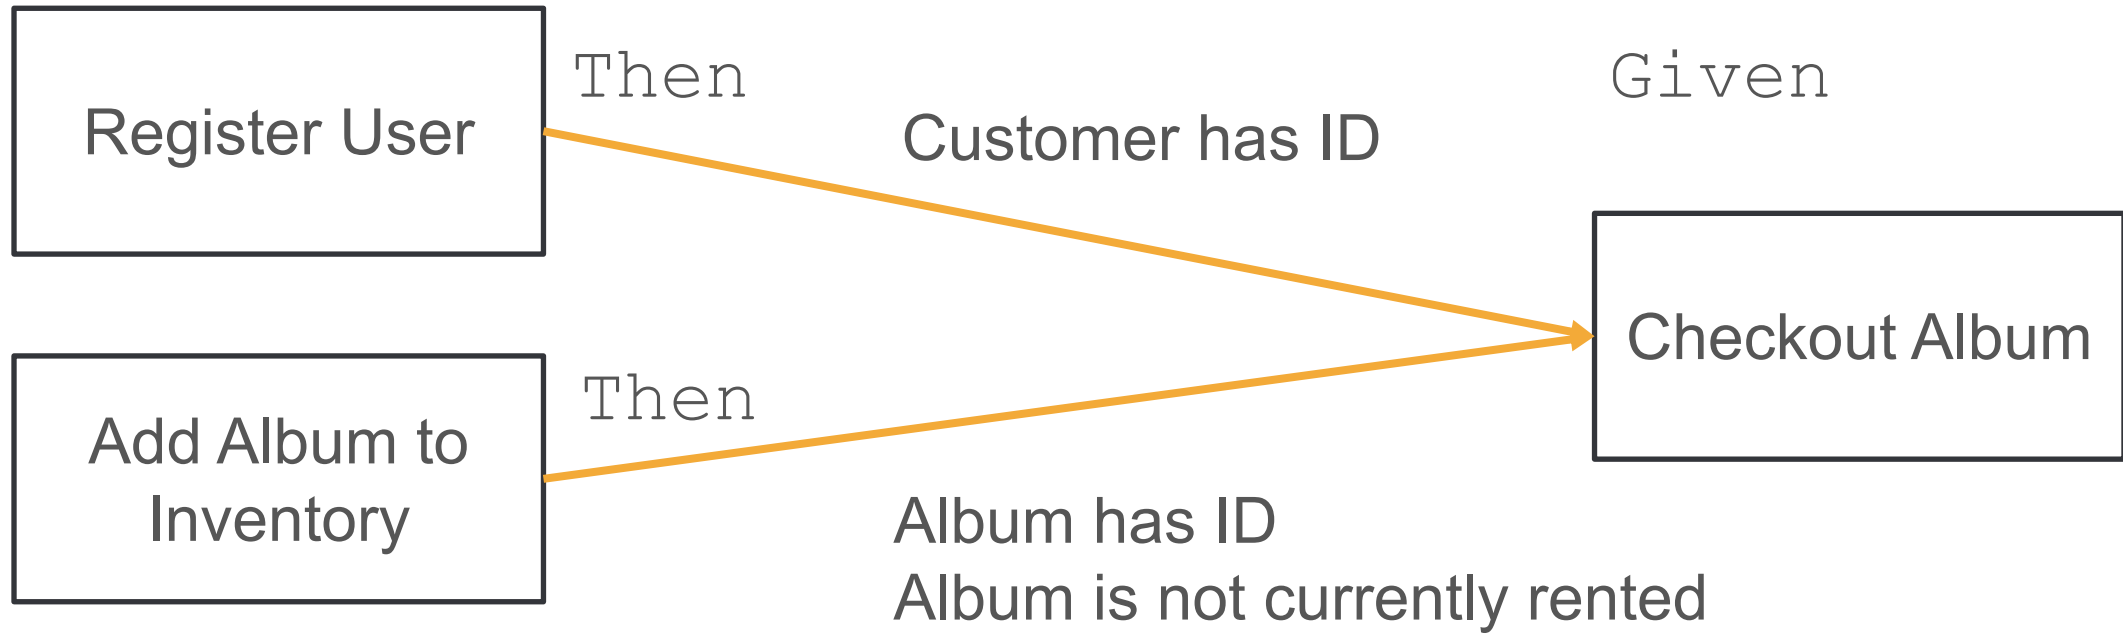 Then
Given
Register User
Customer has ID
Checkout Album
Then
Add Album to
Inventory
Album has ID
Album is not currently rented